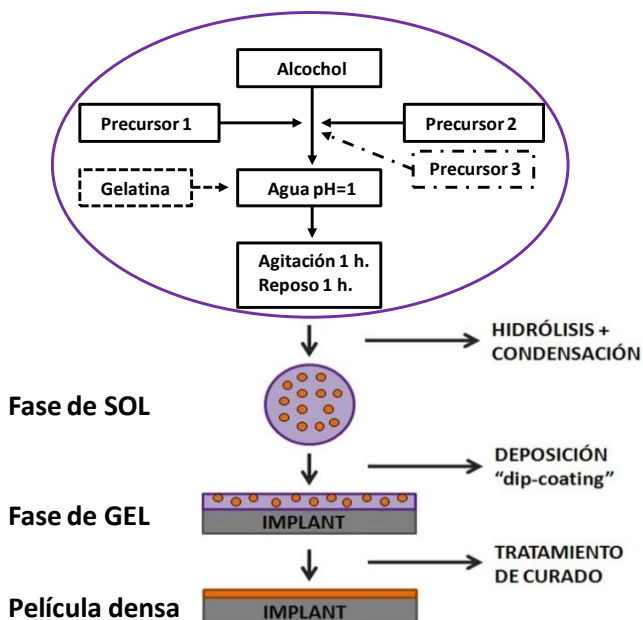 Alcochol
Precursor 1
Precursor 2
Precursor 3
Gelatina
Agua pH=1
Agitación 1 h.
Reposo 1 h.
HIDRÓLISIS +
CONDENSACIÓN
Fase de SOL
DEPOSICIÓN
“dip-coating”
Fase de GEL
IMPLANT
TRATAMIENTO
DE CURADO
Película densa
IMPLANT